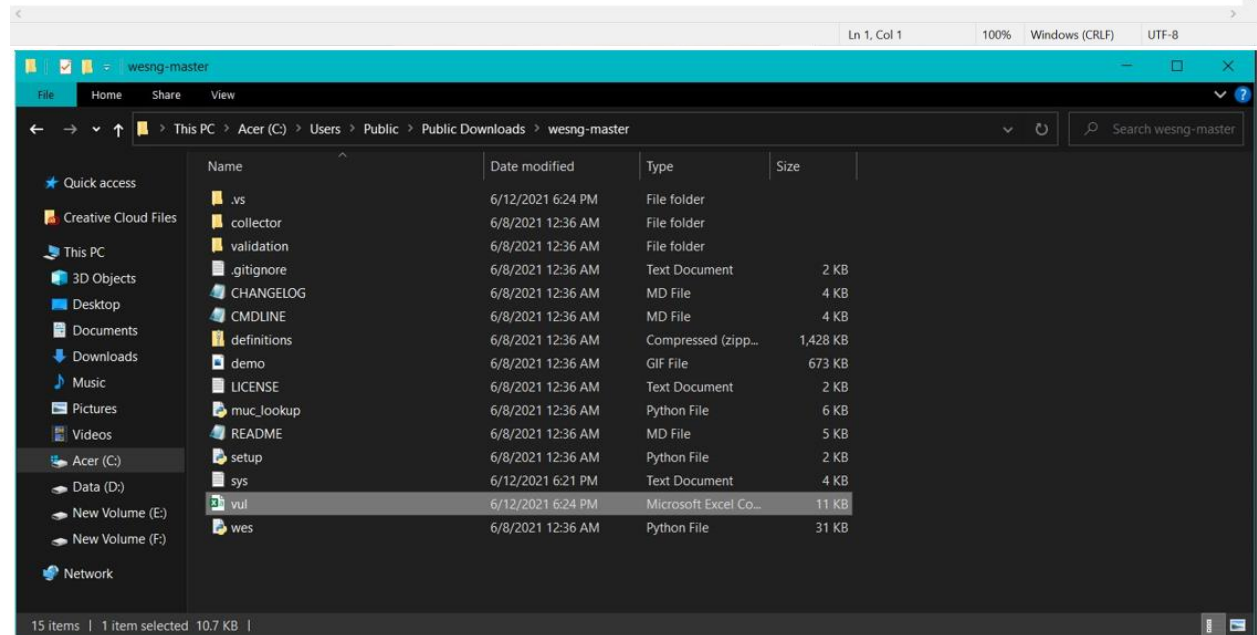 Ln 1, Col 1 100% Windows (CRLF) UTF-8
wesng-master
File Home Share View
This PC > Acer (C:) > Users > Public > Public Downloads > wesng-master Search wesng-master
Name Date modified Type Size
Quick access
Creative Cloud Files
This PC
3D Objects
Desktop
Documents
Downloads
Music
Pictures
Videos
Acer (C:)
Data (D:)
New Volume (E:)
New Volume (F:)
Network
.vs 6/12/2021 6:24 PM File folder
collector 6/8/2021 12:36 AM File folder
validation 6/8/2021 12:36 AM File folder
.gitignore 6/8/2021 12:36 AM Text Document 2 KB
CHANGELOG 6/8/2021 12:36 AM MD File 4 KB
CMDLINE 6/8/2021 12:36 AM MD File 4 KB
definitions 6/8/2021 12:36 AM Compressed (zipp... 1,428 KB
demo 6/8/2021 12:36 AM GIF File 673 KB
LICENSE 6/8/2021 12:36 AM Text Document 2 KB
muc_lookup 6/8/2021 12:36 AM Python File 6 KB
README 6/8/2021 12:36 AM MD File 5 KB
setup 6/8/2021 12:36 AM Python File 2 KB
sys 6/12/2021 6:21 PM Text Document 4 KB
vul 6/12/2021 6:24 PM Microsoft Excel Co... 11 KB
wes 6/8/2021 12:36 AM Python File 31 KB
15 items | 1 item selected 10.7 KB |